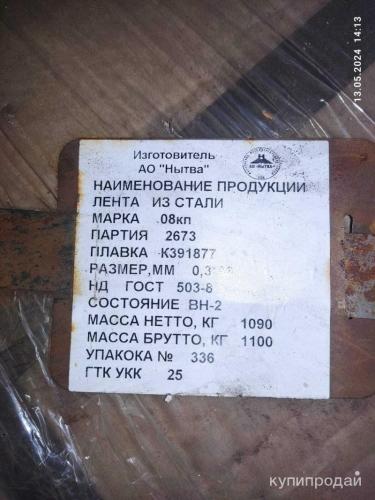 13.05.2024 14:13
Изготовитель
АО "Нытва"
НАИМЕНОВАНИЕ ПРОДУКЦИИ
ЛЕНТА ИЗ СТАЛИ
МАРКА 08кп
ПАРТИЯ 2673
ПЛАВКА К391877
РАЗМЕР,ММ
НД ГОСТ 503-8
СОСТОЯНИЕ ВН-2
МАССА НЕТТО, КГ 1090
МАССА БРУТТО, КГ 1100
УПАКОКА № 336
ГТК УКК 25
купипродай